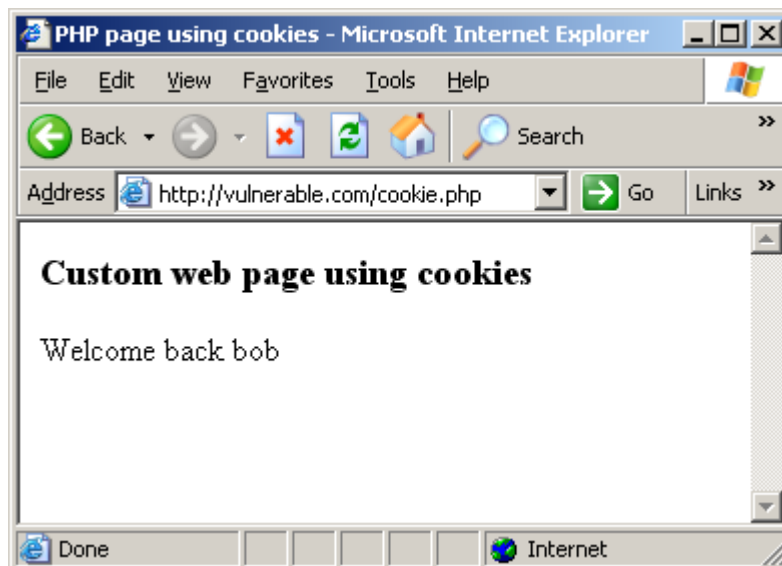 PHP page using cookies - Microsoft Internet Explorer
File Edit View Favorites Tools Help
Back Search »
Address http://vulnerable.com/cookie.php Go Links »
Custom web page using cookies
Welcome back bob
Done Internet